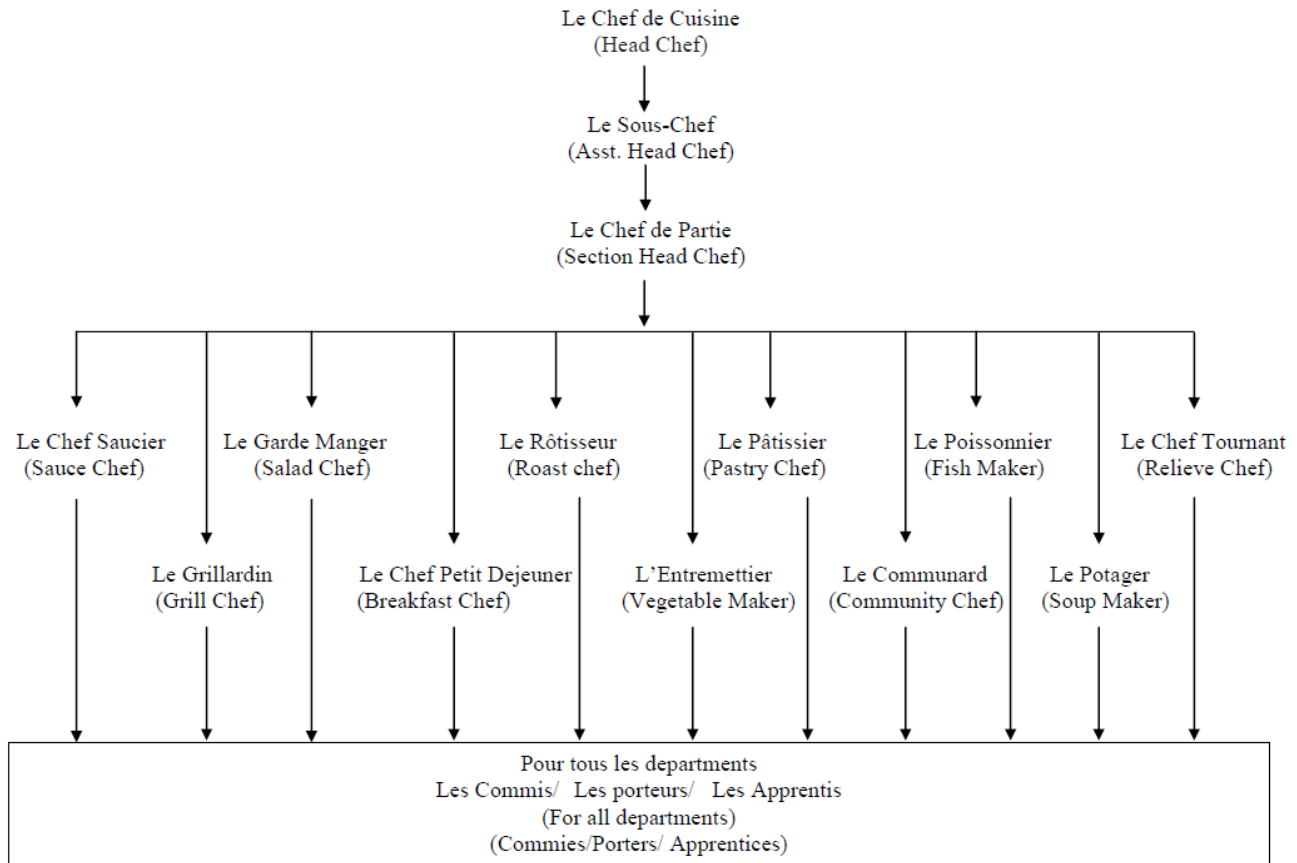 Le Chef de Cuisine
(Head Chef)
Le Sous-Chef
(Asst. Head Chef)
Le Chef de Partie
(Section Head Chef)
Le Chef Saucier
(Sauce Chef)
Le Garde Manger
(Salad Chef)
Le Rôtisseur
(Roast chef)
Le Pâtissier
(Pastry Chef)
Le Poissonnier
(Fish Maker)
Le Chef Tournant
(Relieve Chef)
Le Grillardin
(Grill Chef)
Le Chef Petit Dejeuner
(Breakfast Chef)
L’Entremettier
(Vegetable Maker)
Le Communard
(Community Chef)
Le Potager
(Soup Maker)
Pour tous les departments
Les Commis/ Les porteurs/ Les Apprentis
(For all departments)
(Commies/Porters/ Apprentices)